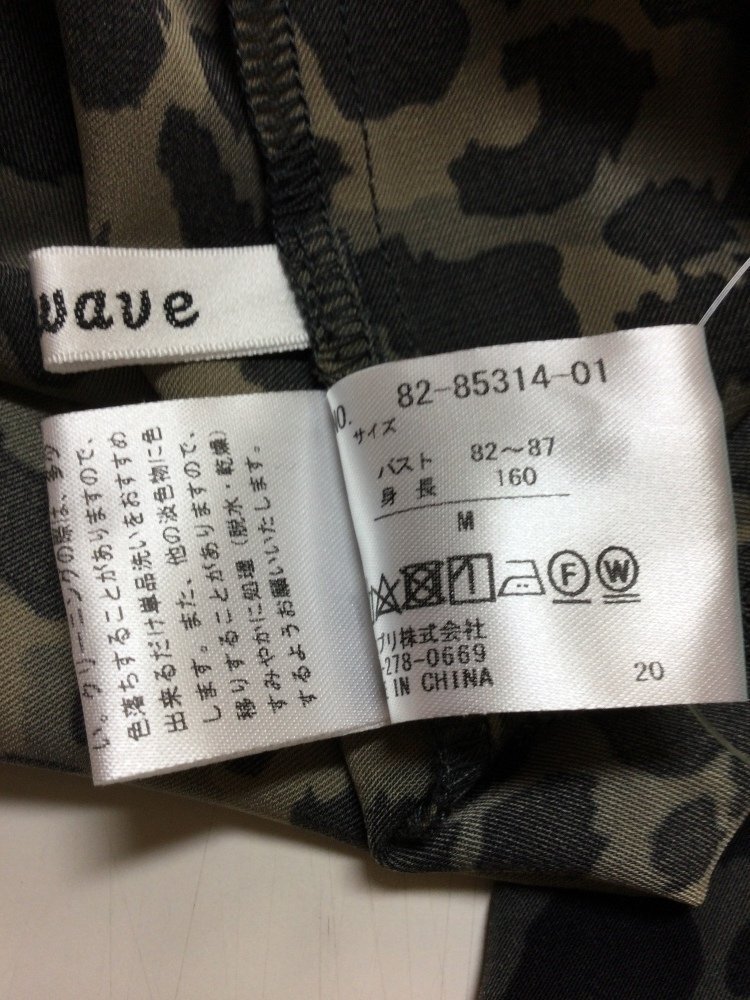 wave
NO. 82-85314-01
サイズ
バスト 82～87
身長 160
M
F W
プリ株式会社
-278-0669
IN CHINA
20
い。クリーニングの際は、多少
色落ちすることがありますので、
出来るだけ単品洗いをおすすめ
します。また、他の淡色物に色
移りすることがありますので、
すみやかに処理（脱水・乾燥）
するようお願いいたします。